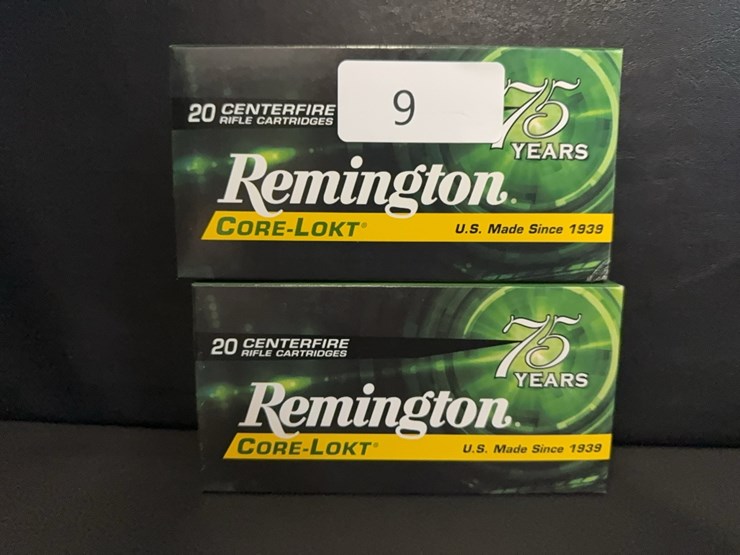 20 CENTERFIRE
RIFLE CARTRIDGES
9
75
YEARS
Remington®
CORE-LOKT®
U.S. Made Since 1939
20 CENTERFIRE
RIFLE CARTRIDGES
75
YEARS
Remington®
CORE-LOKT®
U.S. Made Since 1939